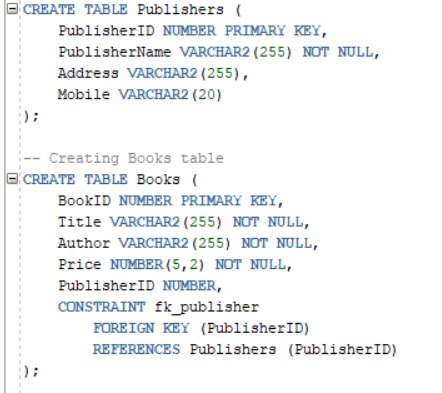 CREATE TABLE Publishers (
    PublisherID NUMBER PRIMARY KEY,
    PublisherName VARCHAR2(255) NOT NULL,
    Address VARCHAR2(255),
    Mobile VARCHAR2(20)
);

-- Creating Books table
CREATE TABLE Books (
    BookID NUMBER PRIMARY KEY,
    Title VARCHAR2(255) NOT NULL,
    Author VARCHAR2(255) NOT NULL,
    Price NUMBER(5,2) NOT NULL,
    PublisherID NUMBER,
    CONSTRAINT fk_publisher
        FOREIGN KEY (PublisherID)
        REFERENCES Publishers (PublisherID)
);